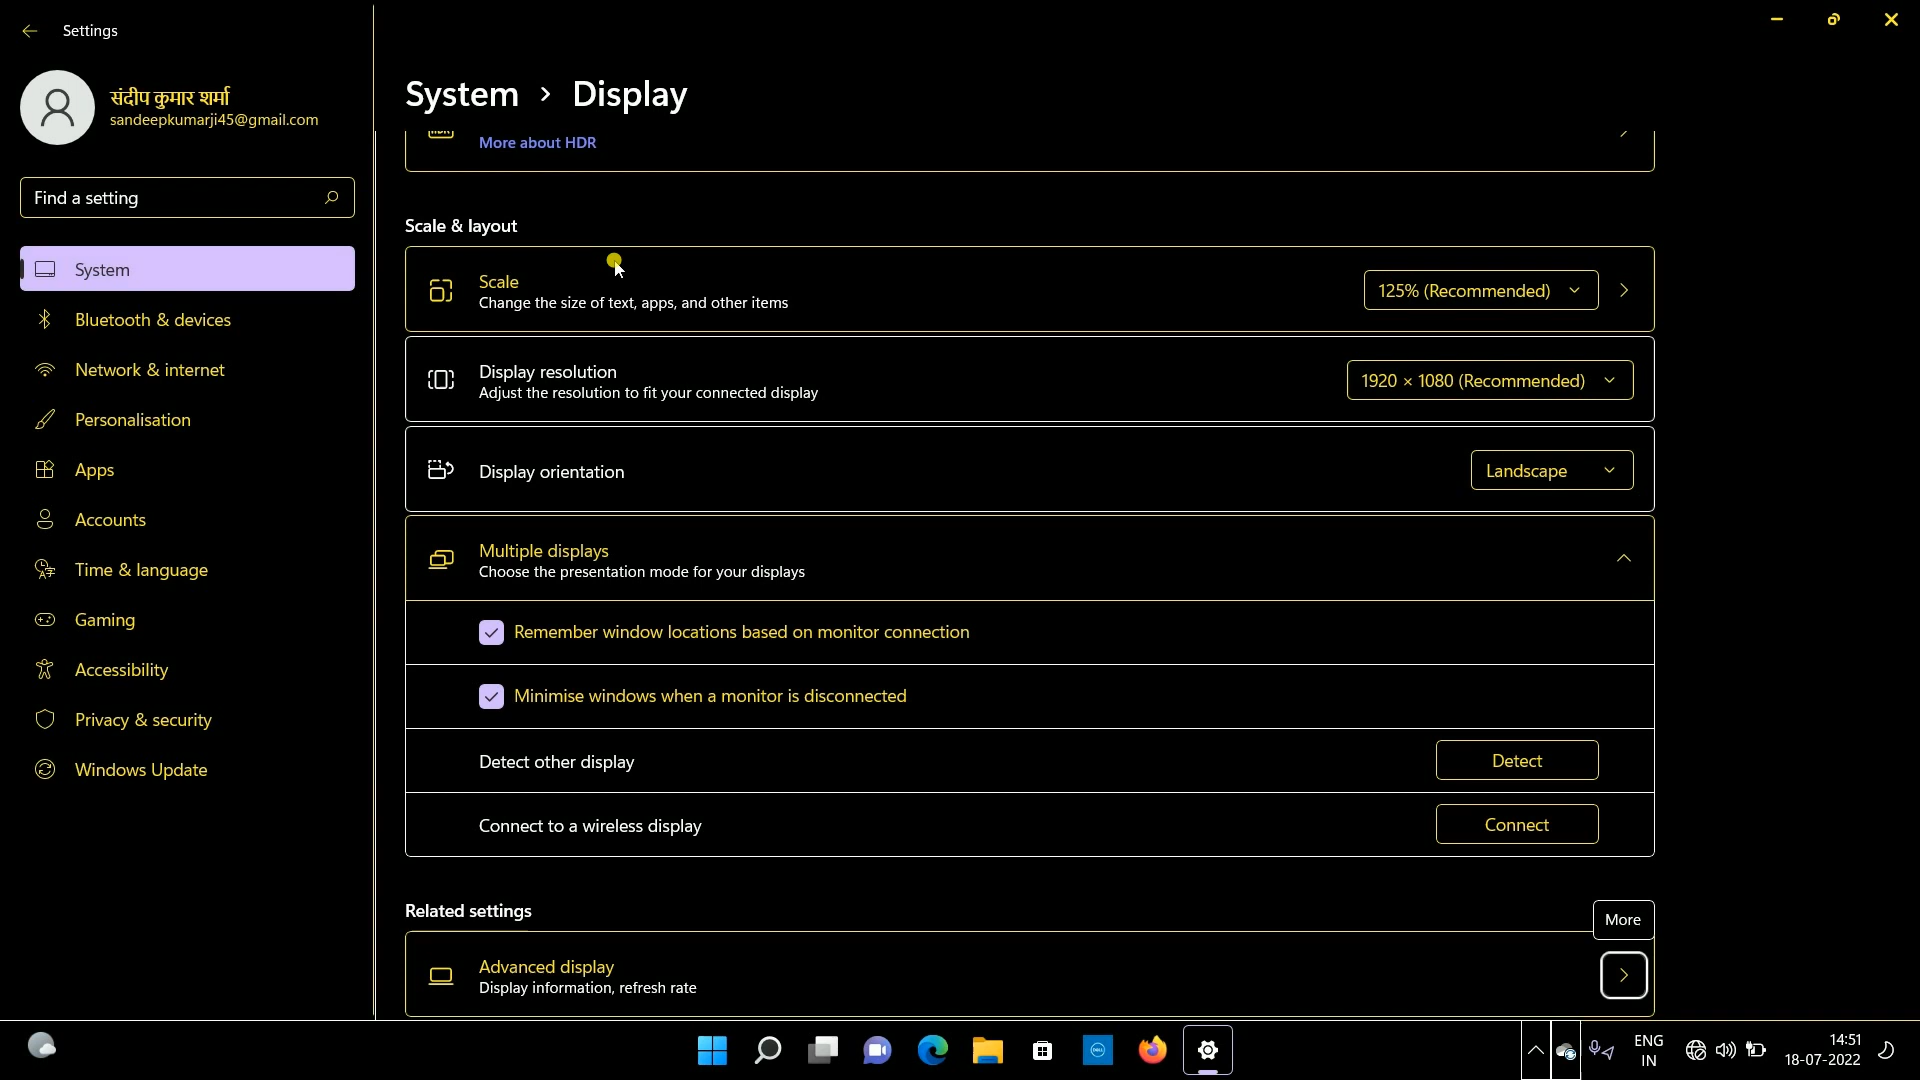 Settings
संदीप कुमार शर्मा
sandeepkumarji45@gmail.com
Find a setting
System
Bluetooth & devices
Network & internet
Personalisation
Apps
Accounts
Time & language
Gaming
Accessibility
Privacy & security
Windows Update
System › Display
More about HDR
Scale & layout
Scale
Change the size of text, apps, and other items
125% (Recommended)
Display resolution
Adjust the resolution to fit your connected display
1920 × 1080 (Recommended)
Display orientation
Landscape
Multiple displays
Choose the presentation mode for your displays
Remember window locations based on monitor connection
Minimise windows when a monitor is disconnected
Detect other display
Detect
Connect to a wireless display
Connect
Related settings
More
Advanced display
Display information, refresh rate
DELL
ENG
IN
14:51
18-07-2022